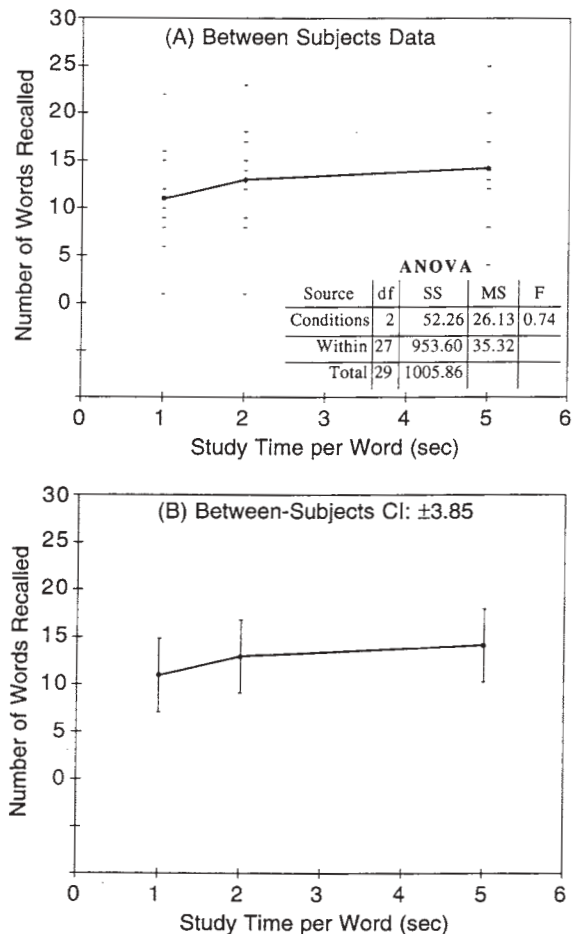 (A) Between Subjects Data
30
25
20
15
10
5
0
Number of Words Recalled
ANOVA
Source df SS MS F
Conditions 2 52.26 26.13 0.74
Within 27 953.60 35.32
Total 29 1005.86
0 1 2 3 4 5 6
Study Time per Word (sec)
(B) Between-Subjects CI: ±3.85
30
25
20
15
10
5
0
Number of Words Recalled
0 1 2 3 4 5 6
Study Time per Word (sec)